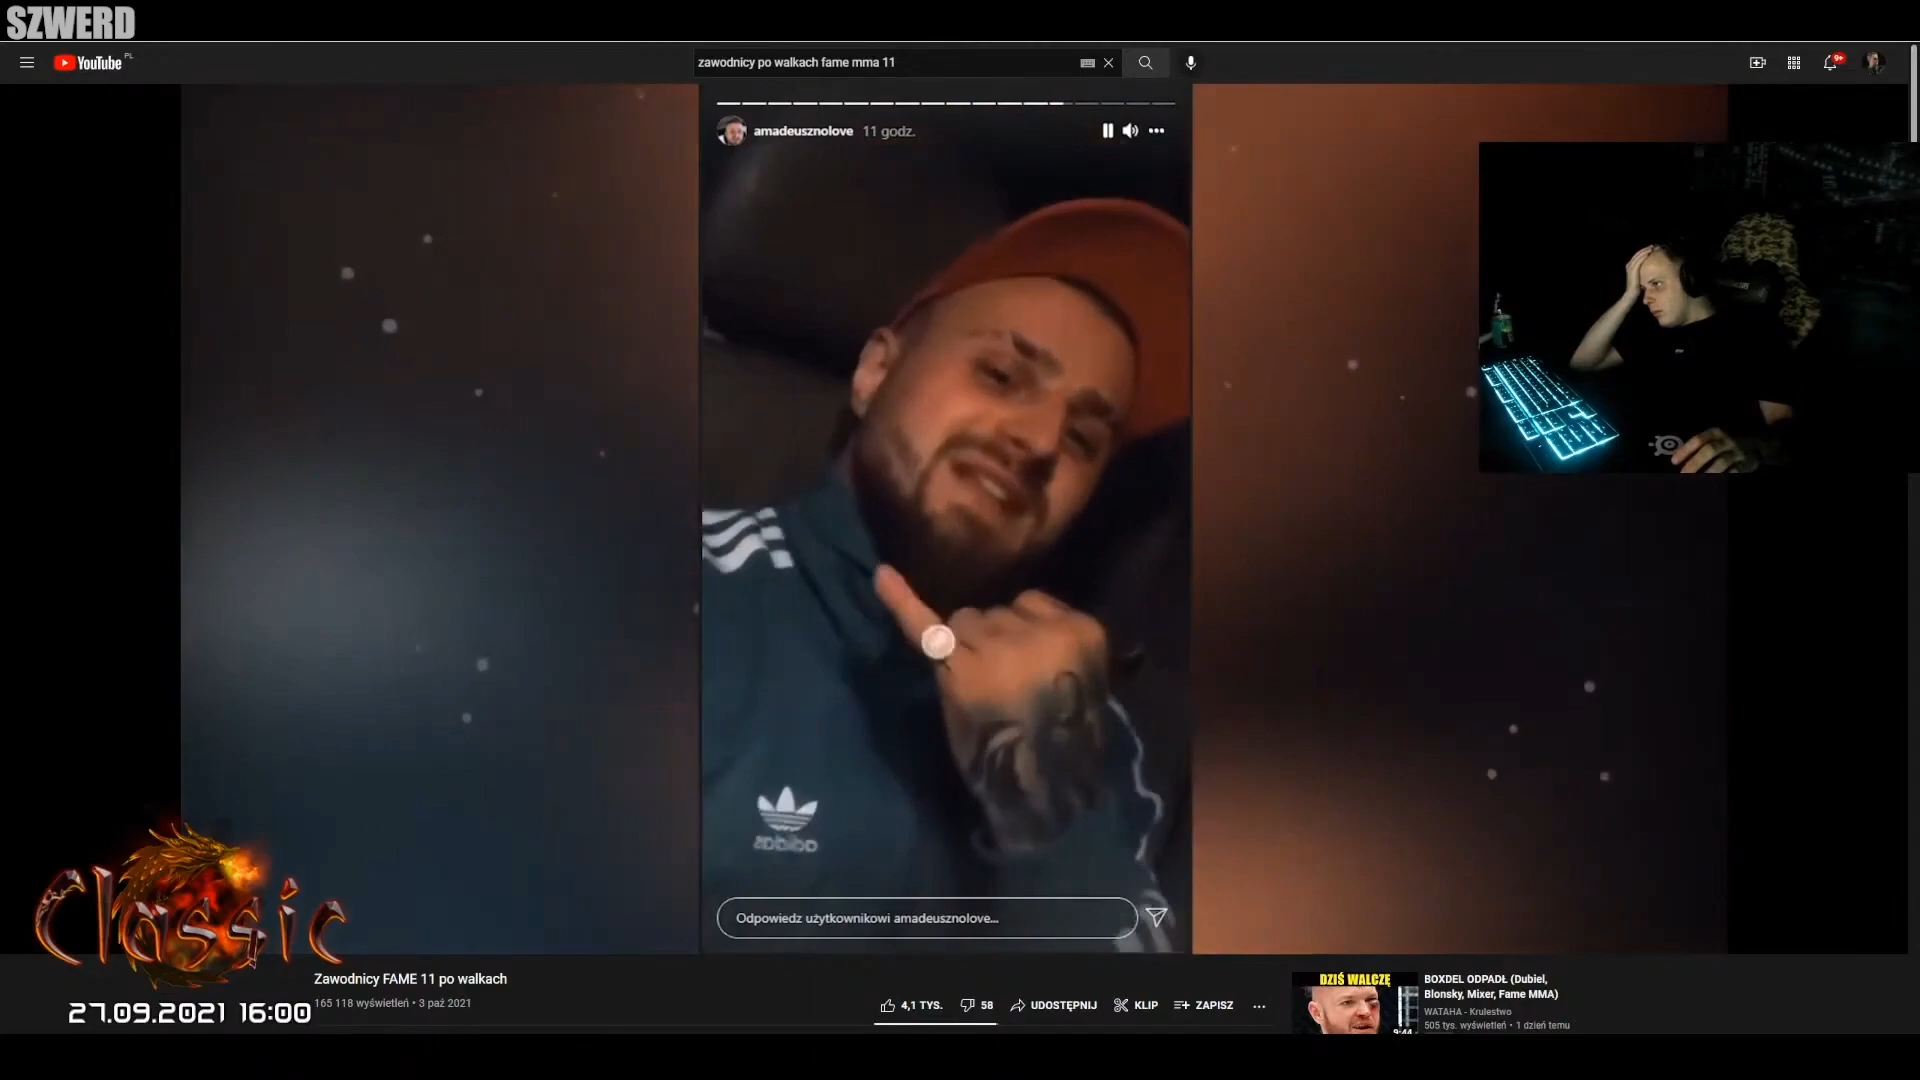 SZWERD
YouTube PL
zawodnicy po walkach fame mma 11
9+
amadeusznolove 11 godz.
adidas
Odpowiedz użytkownikowi amadeusznolove...
Classic
27.09.2021 16:00
Zawodnicy FAME 11 po walkach
165 118 wyświetleń • 3 paź 2021
4,1 TYS.
58
UDOSTĘPNIJ
KLIP
ZAPISZ
DZIŚ WALCZĘ
9:44
BOXDEL ODPADŁ (Dubiel,
Blonsky, Mixer, Fame MMA)
WATAHA - Krulestwo
505 tys. wyświetleń • 1 dzień temu